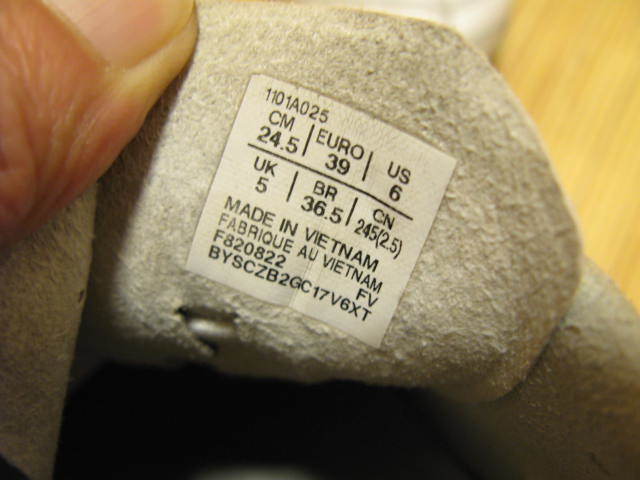 1101A025
CM 24.5 | EURO 39 | US 6
UK 5 | BR 36.5 | CN 245(2.5)
MADE IN VIETNAM
FABRIQUE AU VIETNAM
F820822 FV
BYSCZB2GC17V6XT